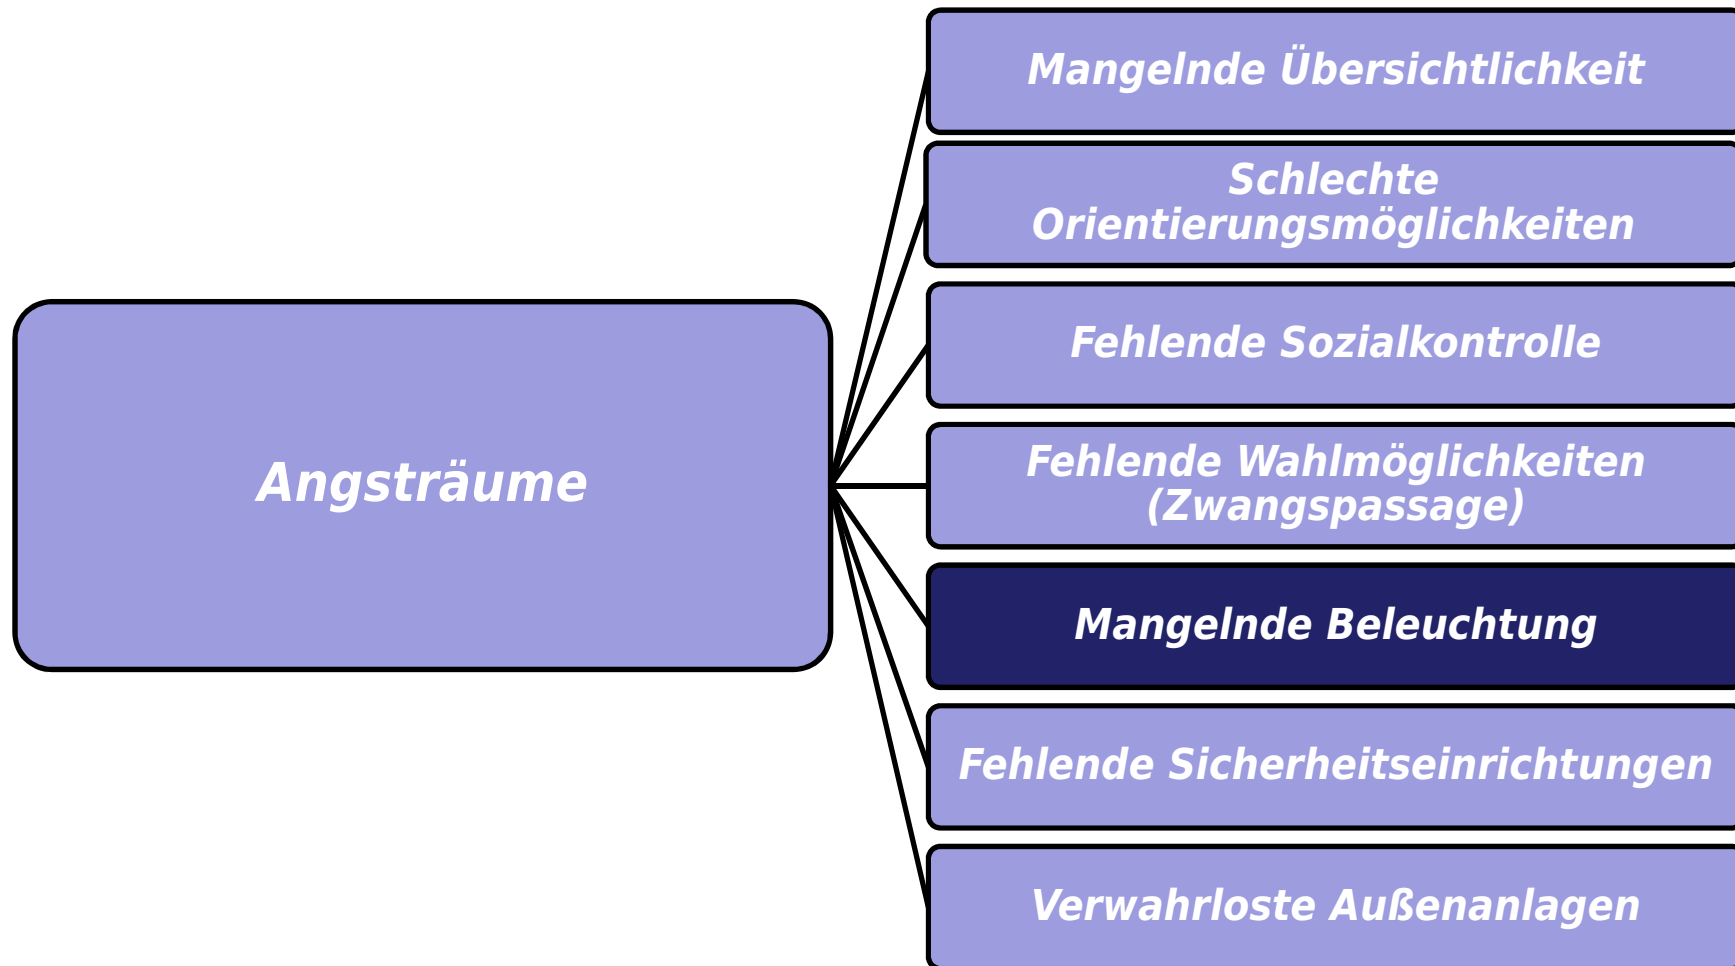 Angsträume
Mangelnde Übersichtlichkeit
Schlechte
Orientierungsmöglichkeiten
Fehlende Sozialkontrolle
Fehlende Wahlmöglichkeiten
(Zwangspassage)
Mangelnde Beleuchtung
Fehlende Sicherheitseinrichtungen
Verwahrloste Außenanlagen